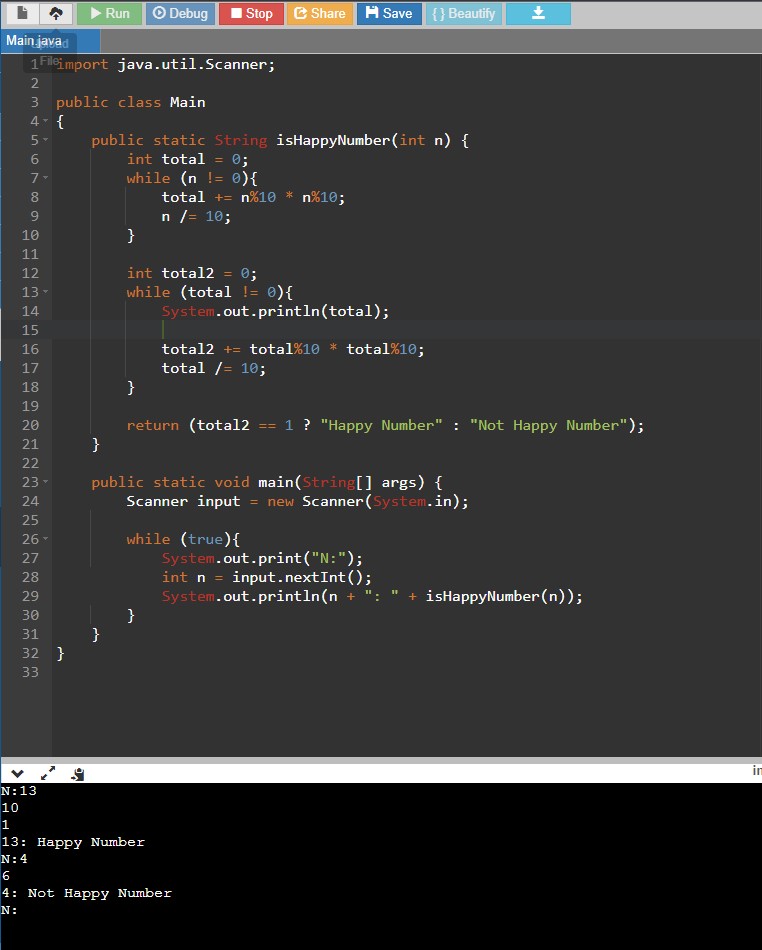 Run Debug Stop Share Save {} Beautify
Main.java
Upload
File
1 import java.util.Scanner;
2
3 public class Main
4 {
5 public static String isHappyNumber(int n) {
6 int total = 0;
7 while (n != 0){
8 total += n%10 * n%10;
9 n /= 10;
10 }
11
12 int total2 = 0;
13 while (total != 0){
14 System.out.println(total);
15
16 total2 += total%10 * total%10;
17 total /= 10;
18 }
19
20 return (total2 == 1 ? "Happy Number" : "Not Happy Number");
21 }
22
23 public static void main(String[] args) {
24 Scanner input = new Scanner(System.in);
25
26 while (true){
27 System.out.print("N:");
28 int n = input.nextInt();
29 System.out.println(n + ": " + isHappyNumber(n));
30 }
31 }
32 }
33
in
N:13
10
1
13: Happy Number
N:4
6
4: Not Happy Number
N: